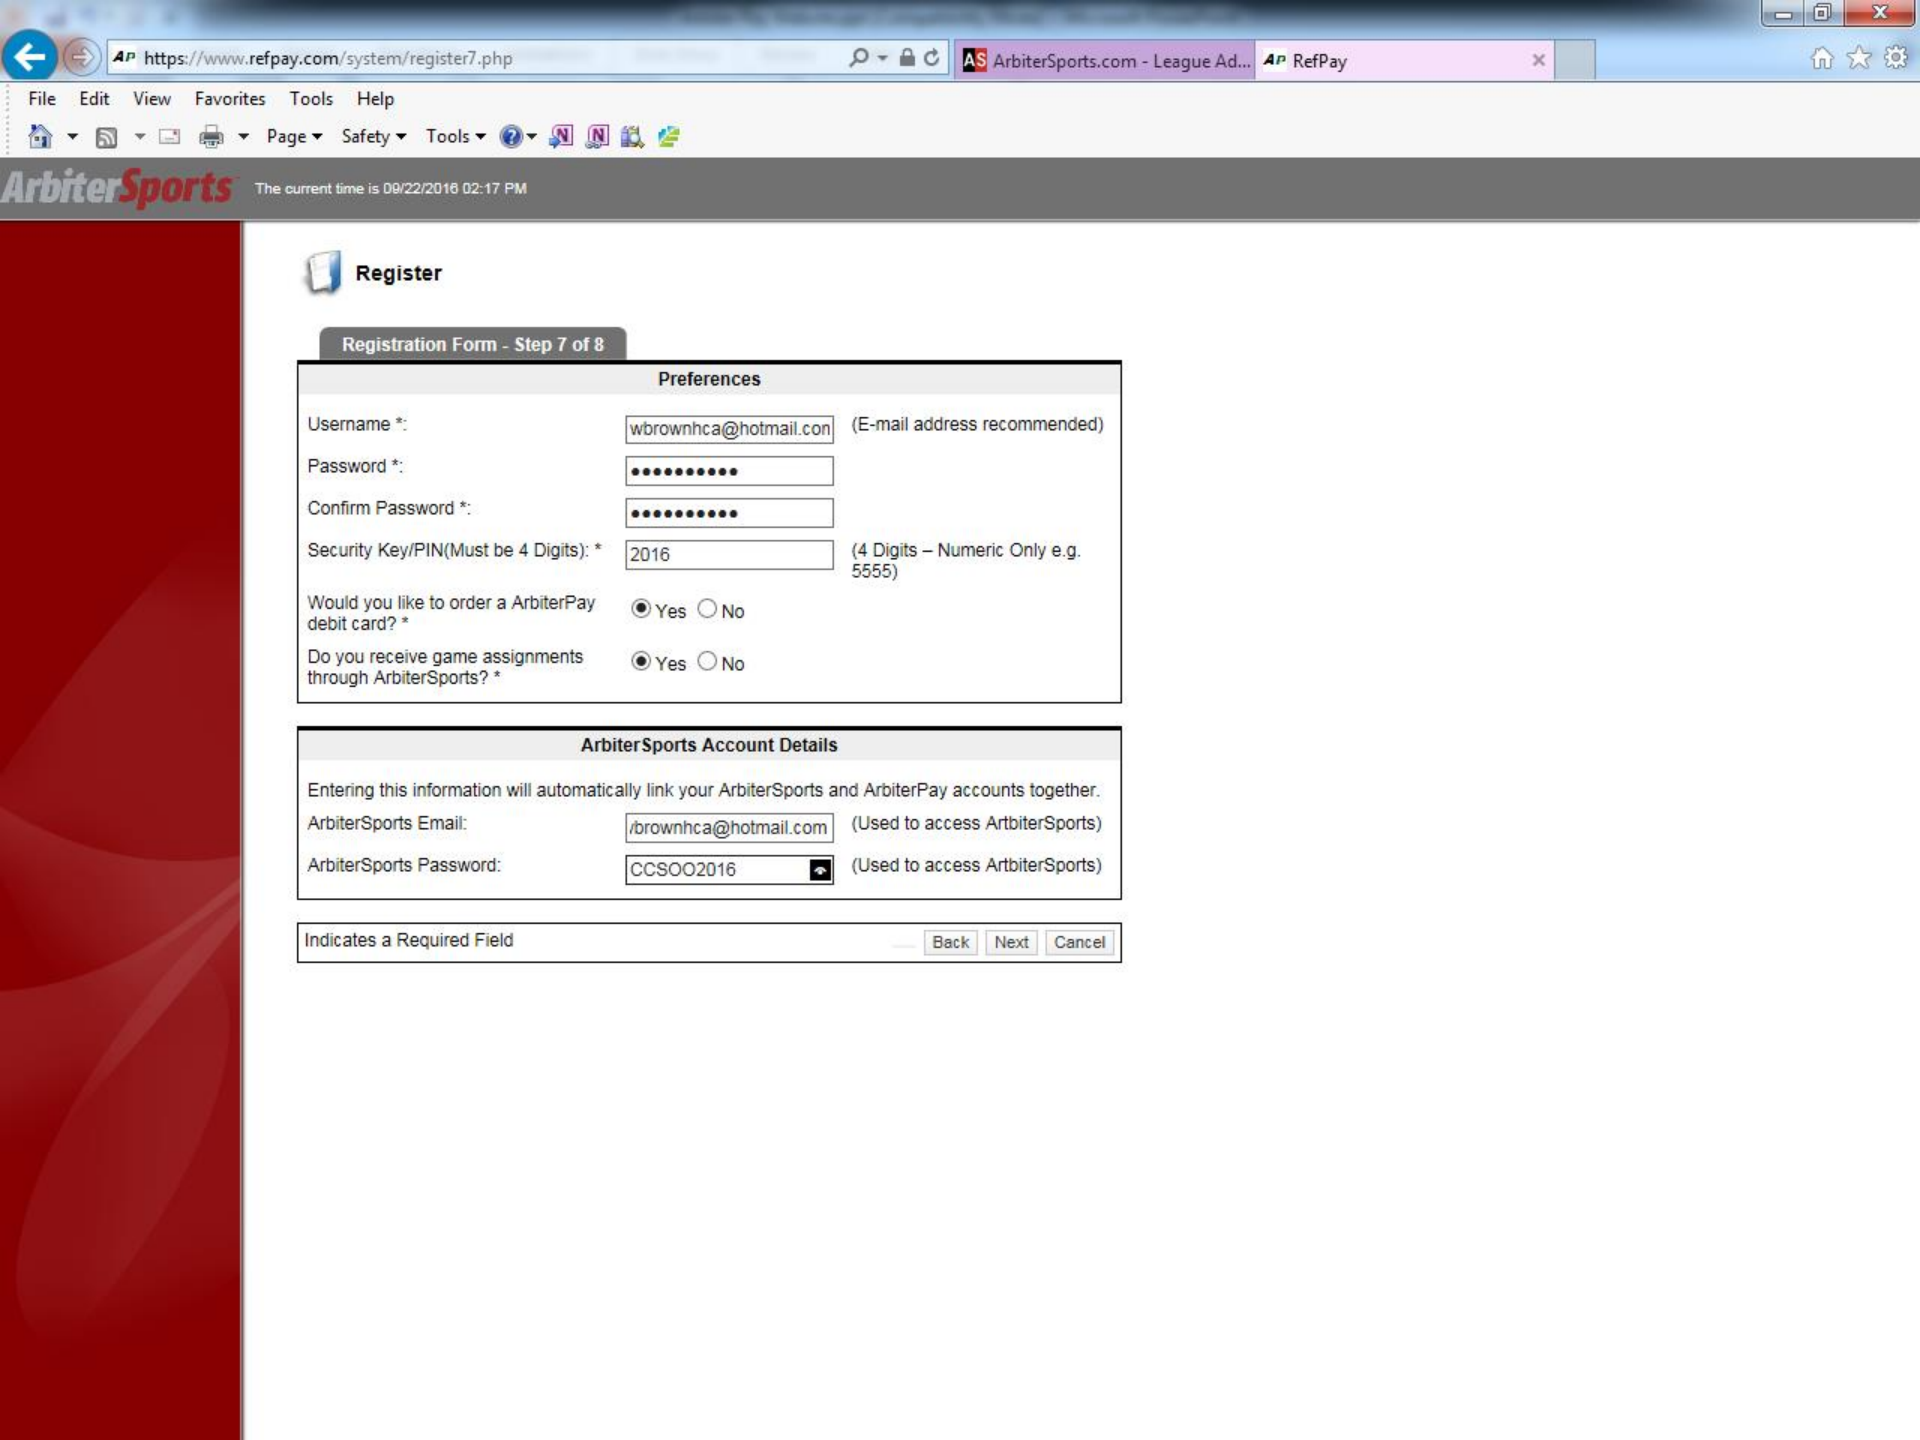 https://www.refpay.com/system/register7.php
AS ArbiterSports.com - League Ad...
AP RefPay
File Edit View Favorites Tools Help
Page Safety Tools
ArbiterSports The current time is 09/22/2016 02:17 PM
Register
Registration Form - Step 7 of 8
Preferences
Username *: wbrownhca@hotmail.con (E-mail address recommended)
Password *: ••••••••••
Confirm Password *: ••••••••••
Security Key/PIN(Must be 4 Digits): * 2016 (4 Digits – Numeric Only e.g.
5555)
Would you like to order a ArbiterPay
debit card? * Yes No
Do you receive game assignments
through ArbiterSports? * Yes No
ArbiterSports Account Details
Entering this information will automatically link your ArbiterSports and ArbiterPay accounts together.
ArbiterSports Email: /brownhca@hotmail.com (Used to access ArtbiterSports)
ArbiterSports Password: CCSOO2016 (Used to access ArtbiterSports)
Indicates a Required Field Back Next Cancel